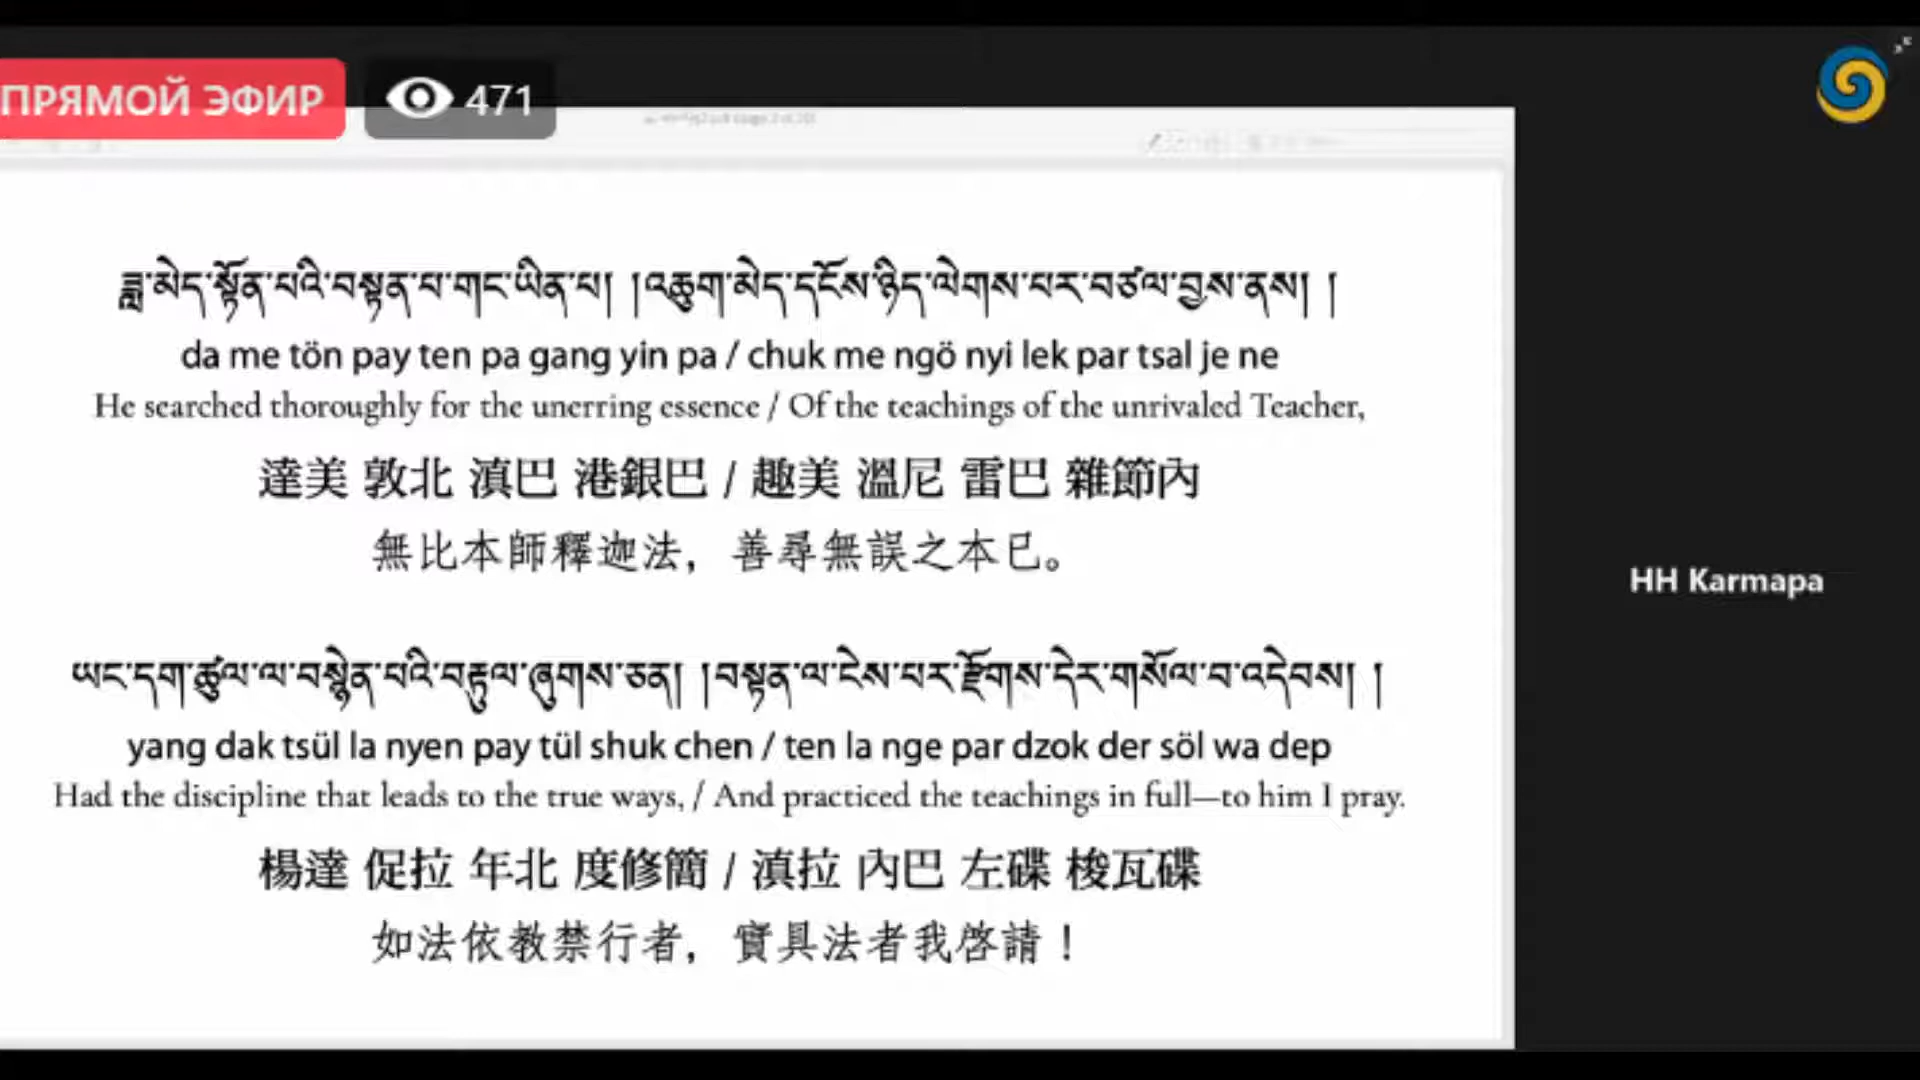 ПРЯМОЙ ЭФИР
471
ཟླ་མེད་སྟོན་པའི་བསྟན་པ་གང་ཡིན་པ། །འཆུག་མེད་དངོས་ཉིད་ལེགས་པར་བཙལ་བྱས་ནས། །
da me tön pay ten pa gang yin pa / chuk me ngö nyi lek par tsal je ne
He searched thoroughly for the unerring essence / Of the teachings of the unrivaled Teacher,
達美 敦北 滇巴 港銀巴 / 趣美 溫尼 雷巴 雜節內
無比本師釋迦法，善尋無誤之本已。
HH Karmapa
ཡང་དག་ཚུལ་ལ་བསྙེན་པའི་བརྟུལ་ཞུགས་ཅན། །བསྟན་ལ་ངེས་པར་རྫོགས་དེར་གསོལ་བ་འདེབས། །
yang dak tsül la nyen pay tül shuk chen / ten la nge par dzok der söl wa dep
Had the discipline that leads to the true ways, / And practiced the teachings in full—to him I pray.
楊達 促拉 年北 度修簡 / 滇拉 內巴 左碟 梭瓦碟
如法依教禁行者，實具法者我啓請！